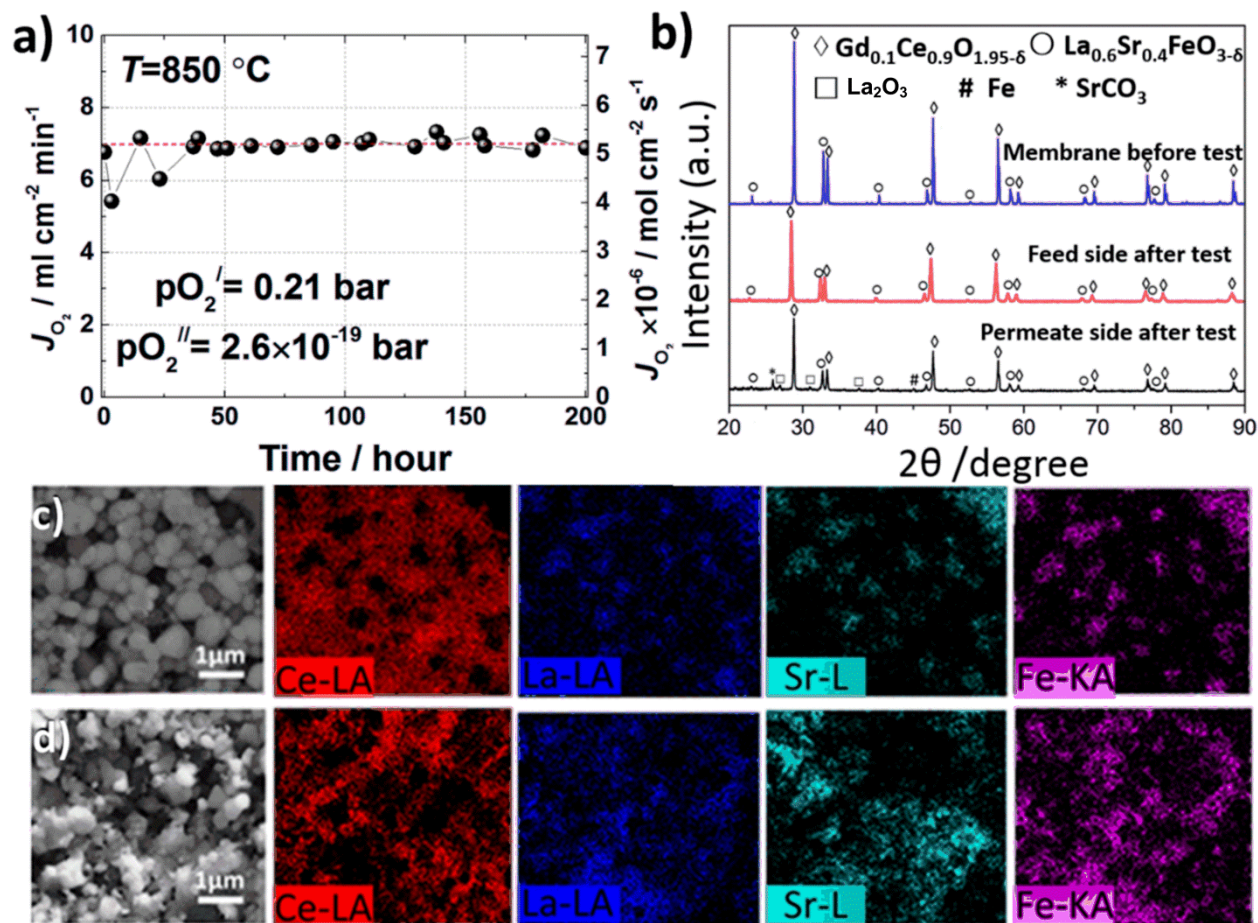 a)
T=850 °C
pO₂/= 0.21 bar
pO₂//= 2.6×10⁻¹⁹ bar
J_O₂ / ml cm⁻² min⁻¹
10
8
6
4
2
0
J_O₂ ×10⁻⁶ / mol cm⁻² s⁻¹
7
6
5
4
3
2
1
0
0 50 100 150 200
Time / hour
b)
◊ Gd₀.₁Ce₀.₉O₁.₉₅-δ ○ La₀.₆Sr₀.₄FeO₃-δ
□ La₂O₃ # Fe * SrCO₃
Membrane before test
Feed side after test
Permeate side after test
* #
Intensity (a.u.)
20 30 40 50 60 70 80 90
2θ /degree
c)
1μm
Ce-LA
La-LA
Sr-L
Fe-KA
d)
1μm
Ce-LA
La-LA
Sr-L
Fe-KA